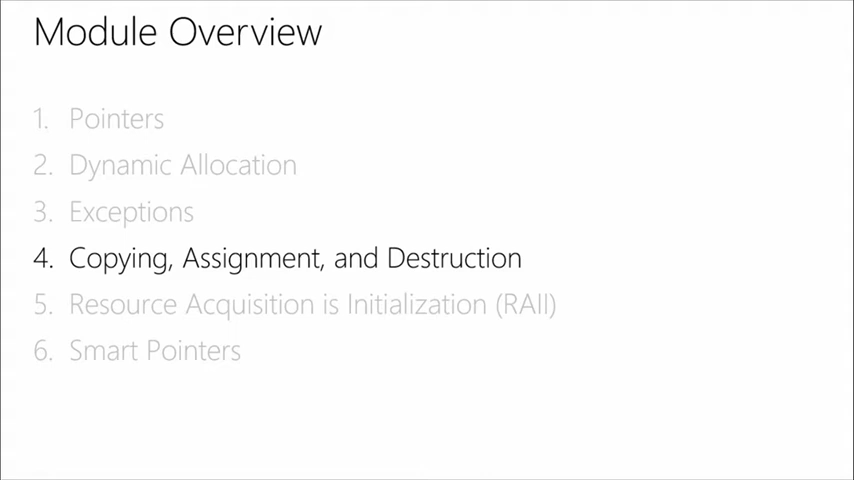 Module Overview
1. Pointers
2. Dynamic Allocation
3. Exceptions
4. Copying, Assignment, and Destruction
5. Resource Acquisition is Initialization (RAII)
6. Smart Pointers